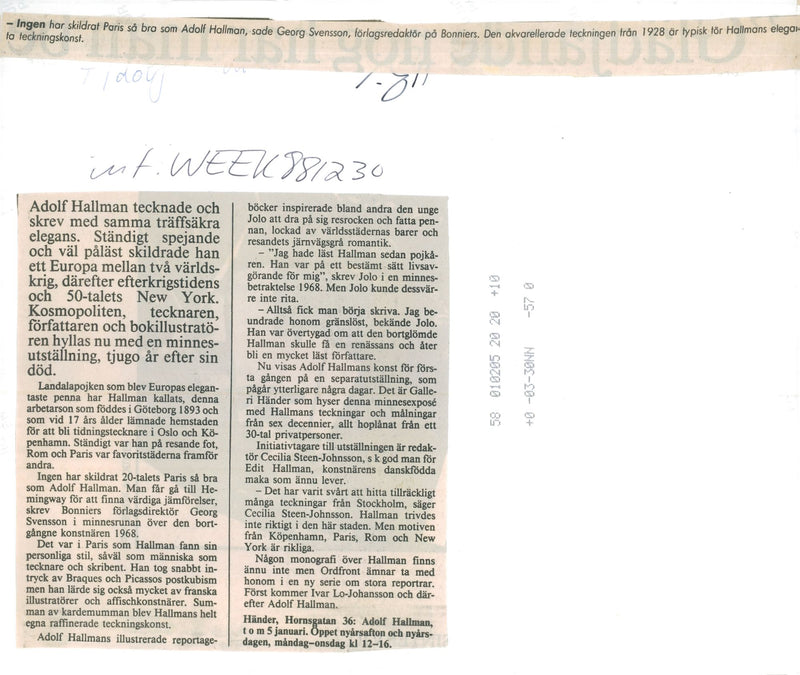 – Ingen har skildrat Paris så bra som Adolf Hallman, sade Georg Svensson, förlagsredaktör på Bonniers. Den akvarellerade teckningen från 1928 är typisk för Hallmans elegan-
ta teckningskonst.
int. WEEK 881230
Adolf Hallman tecknade och
skrev med samma träffsäkra
elegans. Ständigt spejande
och väl påläst skildrade han
ett Europa mellan två världs-
krig, därefter efterkrigstidens
och 50-talets New York.
Kosmopoliten, tecknaren,
författaren och bokillustratö-
ren hyllas nu med en minnes-
utställning, tjugo år efter sin
död.
Landalapojken som blev Europas elegan-
taste penna har Hallman kallats, denna
arbetarson som föddes i Göteborg 1893 och
som vid 17 års ålder lämnade hemstaden
för att bli tidningstecknare i Oslo och Kö-
penhamn. Ständigt var han på resande fot,
Rom och Paris var favoritstäderna framför
andra.
Ingen har skildrat 20-talets Paris så bra
som Adolf Hallman. Man får gå till He-
mingway för att finna värdiga jämförelser,
skrev Bonniers förlagsdirektör Georg
Svensson i minnesrunan över den bort-
gångne konstnären 1968.
Det var i Paris som Hallman fann sin
personliga stil, såväl som människa som
tecknare och skribent. Han tog snabbt in-
tryck av Braques och Picassos postkubism
men han lärde sig också mycket av franska
illustratörer och affischkonstnärer. Sum-
man av kardemumman blev Hallmans helt
egna raffinerade teckningskonst.
Adolf Hallmans illustrerade reportage-
böcker inspirerade bland andra den unge
Jolo att dra på sig resrocken och fatta pen-
nan, lockad av världsstädernas barer och
resandets järnvägsgrå romantik.
– ”Jag hade läst Hallman sedan pojkå-
ren. Han var på ett bestämt sätt livsav-
görande för mig”, skrev Jolo i en minnes-
betraktelse 1968. Men Jolo kunde dessvär-
re inte rita.
– Alltså fick man börja skriva. Jag be-
undrade honom gränslöst, bekände Jolo.
Han var övertygad om att den bortglömde
Hallman skulle få en renässans och åter
bli en mycket läst författare.
Nu visas Adolf Hallmans konst för förs-
ta gången på en separatutställning, som
pågår ytterligare några dagar. Det är Galle-
ri Händer som hyser denna minnesexposé
med Hallmans teckningar och målningar
från sex decennier, allt hoplånat från ett
30-tal privatpersoner.
Initiativtagare till utställningen är redak-
tör Cecilia Steen-Johnsson, s k god man för
Edit Hallman, konstnärens danskfödda
maka som ännu lever.
– Det har varit svårt att hitta tillräckligt
många teckningar från Stockholm, säger
Cecilia Steen-Johnsson. Hallman trivdes
inte riktigt i den här staden. Men motiven
från Köpenhamn, Paris, Rom och New
York är rikliga.
Någon monografi över Hallman finns
ännu inte men Ordfront ämnar ta med
honom i en ny serie om stora reportrar.
Först kommer Ivar Lo-Johansson och där-
efter Adolf Hallman.
Händer, Hornsgatan 36: Adolf Hallman,
t o m 5 januari. Öppet nyårsafton och nyårs-
dagen, måndag–onsdag kl 12–16.
58 010205 20 20 +10
+0 -03-30NN -57 0